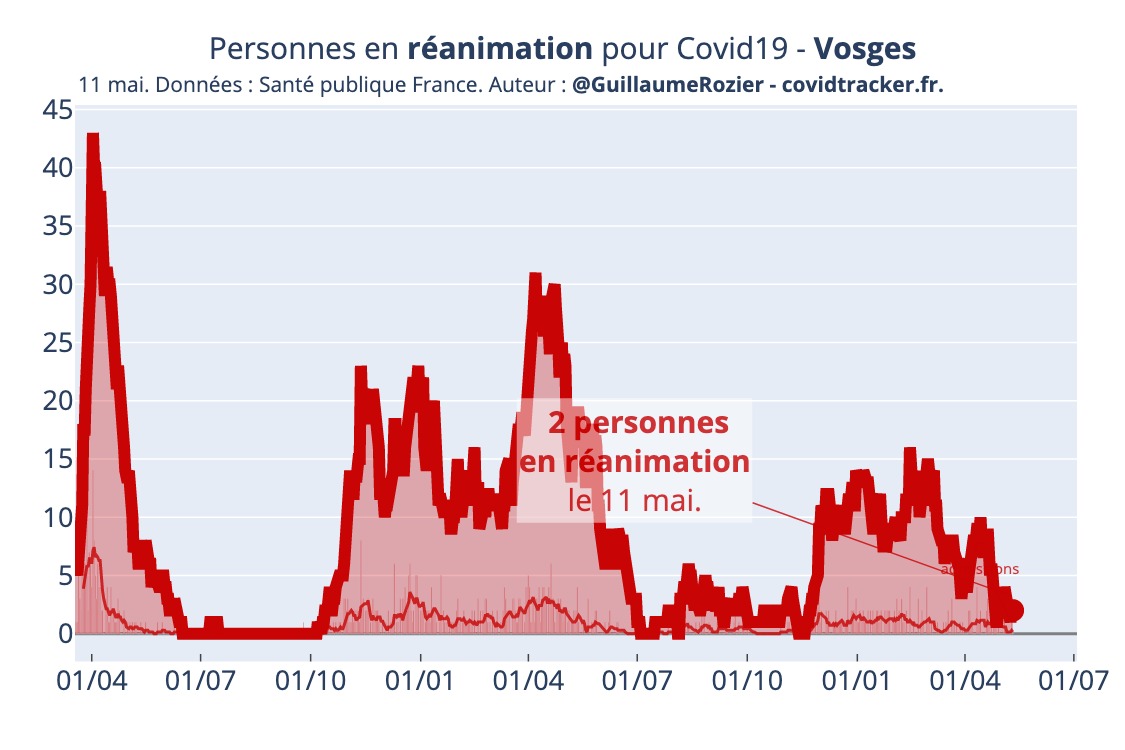 Personnes en réanimation pour Covid19 - Vosges
11 mai. Données : Santé publique France. Auteur : @GuillaumeRozier - covidtracker.fr.
45
40
35
30
25
20
15
10
5
0
2 personnes
en réanimation
le 11 mai.
admissions
01/04 01/07 01/10 01/01 01/04 01/07 01/10 01/01 01/04 01/07